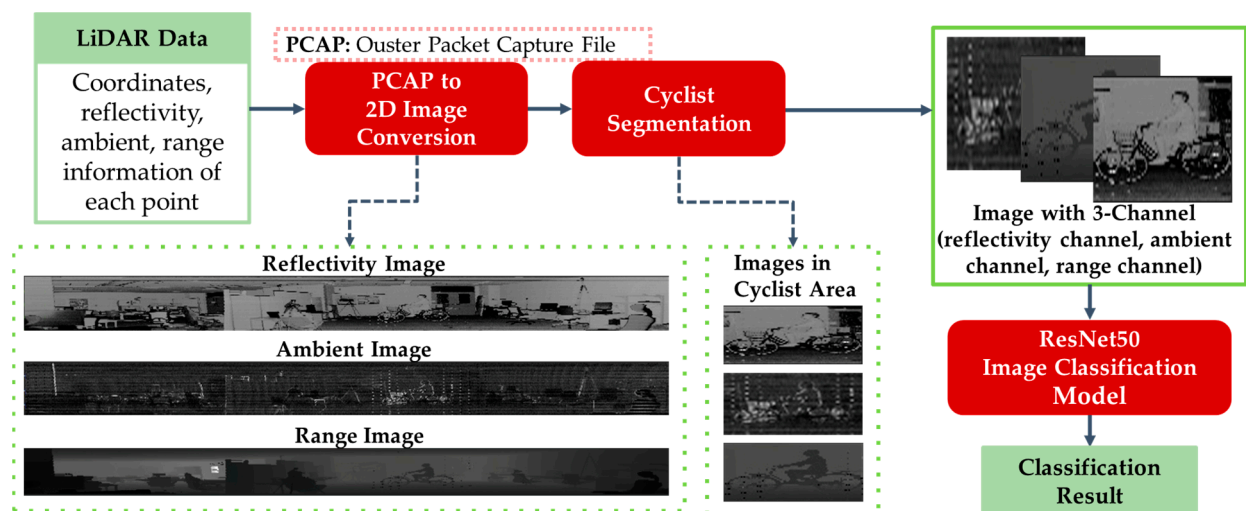 LiDAR Data
Coordinates,
reflectivity,
ambient, range
information of
each point
PCAP: Ouster Packet Capture File
PCAP to
2D Image
Conversion
Cyclist
Segmentation
Image with 3-Channel
(reflectivity channel, ambient
channel, range channel)
Reflectivity Image
Ambient Image
Range Image
Images in
Cyclist Area
ResNet50
Image Classification
Model
Classification
Result